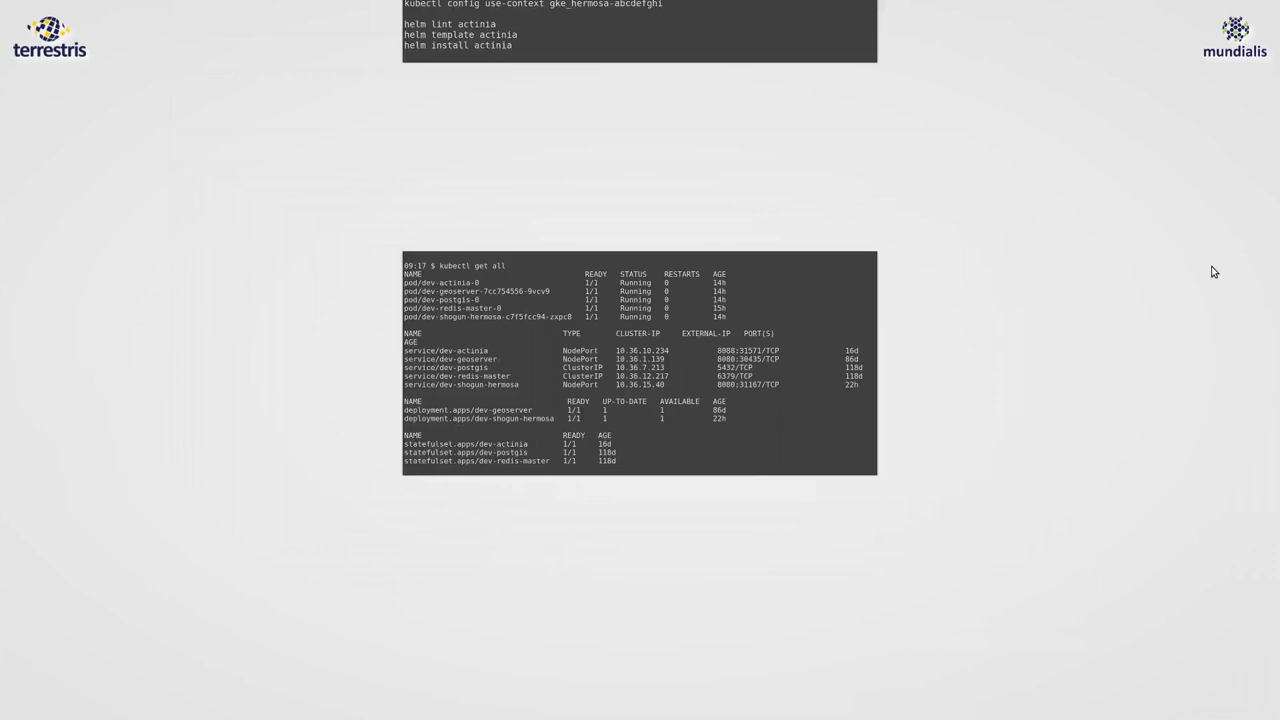 kubectl config use-context gke_hermosa-abcdefghi
helm lint actinia
helm template actinia
helm install actinia
terrestris
mundialis
09:17 $ kubectl get all
NAME READY STATUS RESTARTS AGE
pod/dev-actinia-0 1/1 Running 0 14h
pod/dev-geoserver-7cc754556-9vcv9 1/1 Running 0 14h
pod/dev-postgis-0 1/1 Running 0 14h
pod/dev-redis-master-0 1/1 Running 0 15h
pod/dev-shogun-hermosa-c7f5fcc94-zxpc8 1/1 Running 0 14h
NAME TYPE CLUSTER-IP EXTERNAL-IP PORT(S)
AGE
service/dev-actinia NodePort 10.36.10.234 8088:31571/TCP 16d
service/dev-geoserver NodePort 10.36.1.139 8080:30435/TCP 86d
service/dev-postgis ClusterIP 10.36.7.213 5432/TCP 118d
service/dev-redis-master ClusterIP 10.36.12.217 6379/TCP 118d
service/dev-shogun-hermosa NodePort 10.36.15.40 8080:31167/TCP 22h
NAME READY UP-TO-DATE AVAILABLE AGE
deployment.apps/dev-geoserver 1/1 1 1 86d
deployment.apps/dev-shogun-hermosa 1/1 1 1 22h
NAME READY AGE
statefulset.apps/dev-actinia 1/1 16d
statefulset.apps/dev-postgis 1/1 118d
statefulset.apps/dev-redis-master 1/1 118d